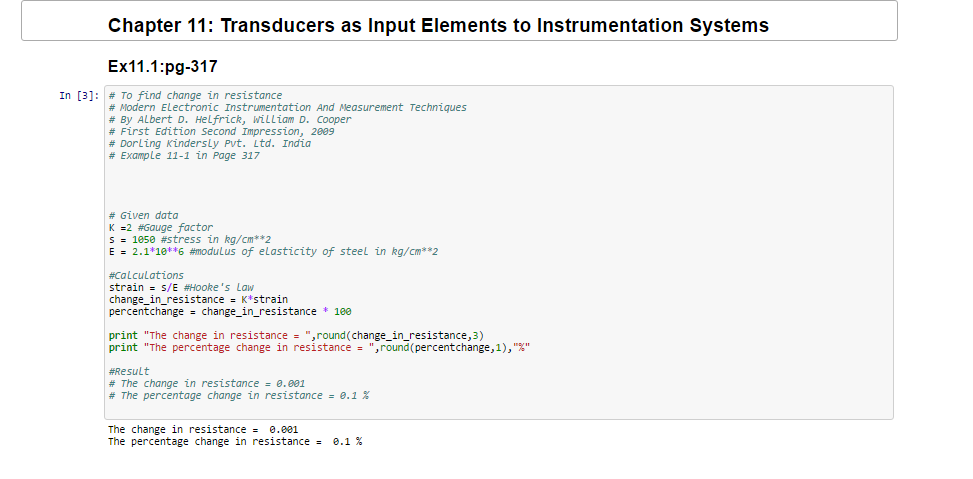 Chapter 11: Transducers as Input Elements to Instrumentation Systems
Ex11.1:pg-317
In [3]: # To find change in resistance
# Modern Electronic Instrumentation And Measurement Techniques
# By Albert D. Helfrick, William D. Cooper
# First Edition Second Impression, 2009
# Dorling Kindersly Pvt. Ltd. India
# Example 11-1 in Page 317
# Given data
K =2 #Gauge factor
s = 1050 #stress in kg/cm**2
E = 2.1*10**6 #modulus of elasticity of steel in kg/cm**2
#Calculations
strain = s/E #Hooke's law
change_in_resistance = K*strain
percentchange = change_in_resistance * 100
print "The change in resistance = ",round(change_in_resistance,3)
print "The percentage change in resistance = ",round(percentchange,1),"%"
#Result
# The change in resistance = 0.001
# The percentage change in resistance = 0.1 %
The change in resistance =  0.001
The percentage change in resistance =  0.1 %